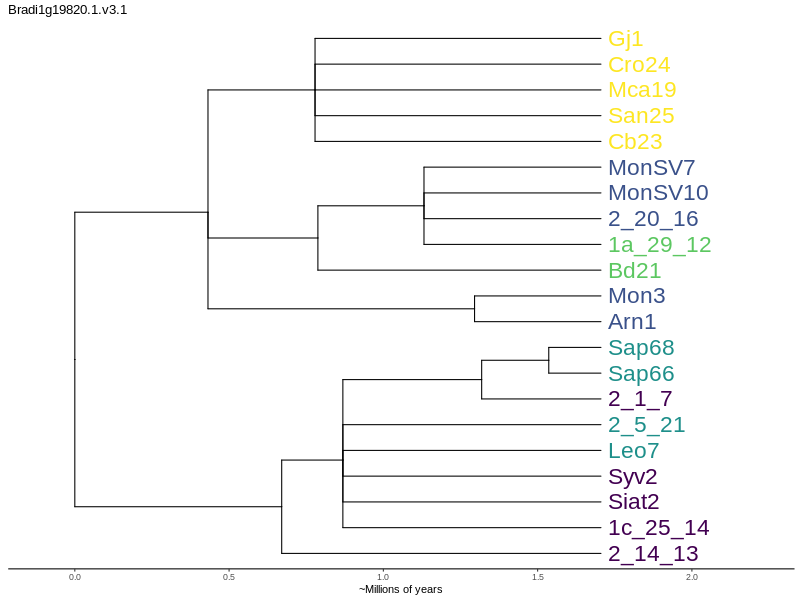 Bradi1g19820.1.v3.1
Gj1
Cro24
Mca19
San25
Cb23
MonSV7
MonSV10
2_20_16
1a_29_12
Bd21
Mon3
Arn1
Sap68
Sap66
2_1_7
2_5_21
Leo7
Syv2
Siat2
1c_25_14
2_14_13
0.0 0.5 1.0 1.5 2.0
~Millions of years